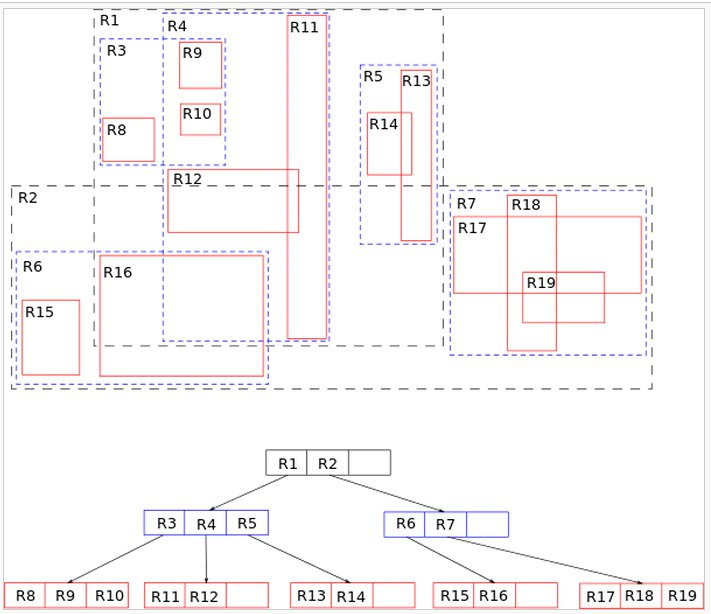 R1
R4
R11
R3
R9
R5
R13
R10
R14
R8
R12
R2
R7
R18
R17
R6
R16
R19
R15
R1 R2
R3 R4 R5
R6 R7
R8 R9 R10
R11 R12
R13 R14
R15 R16
R17 R18 R19